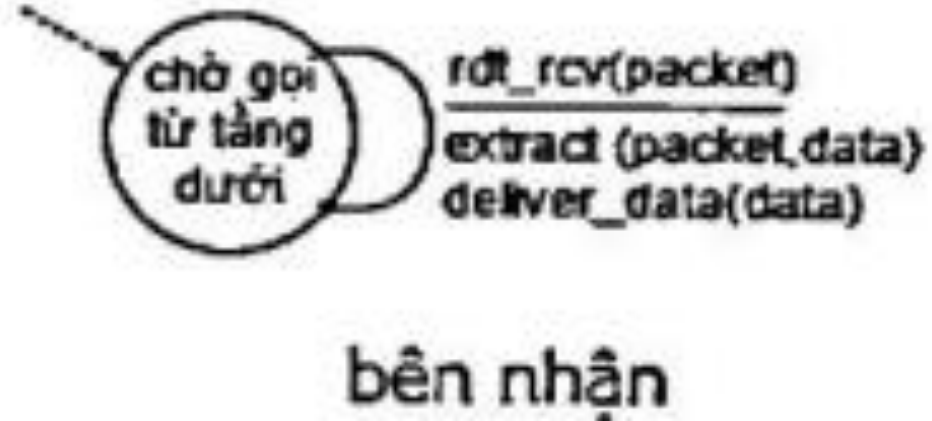 chờ gọi
từ tầng
dưới
rdt_rcv(packet)
extract (packet,data)
deliver_data(data)
bên nhận